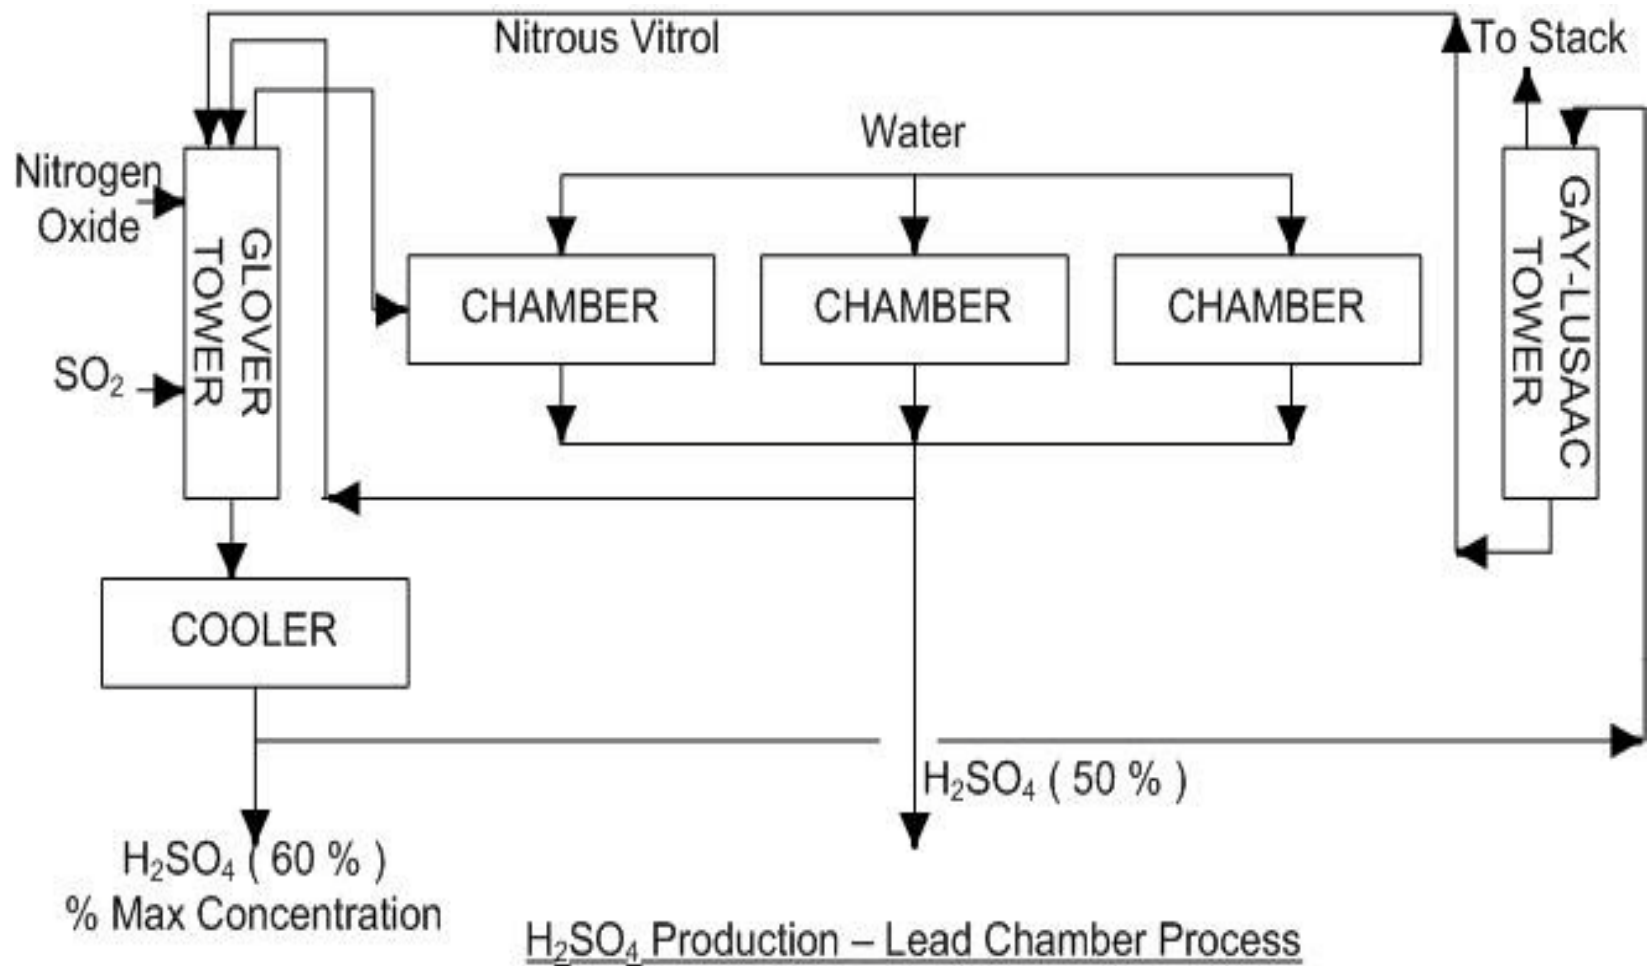 Nitrous Vitrol
To Stack
Water
Nitrogen
Oxide
SO₂
GLOVER
TOWER
CHAMBER
CHAMBER
CHAMBER
GAY-LUSAAC
TOWER
COOLER
H₂SO₄ ( 50 % )
H₂SO₄ ( 60 % )
% Max Concentration
H₂SO₄ Production – Lead Chamber Process